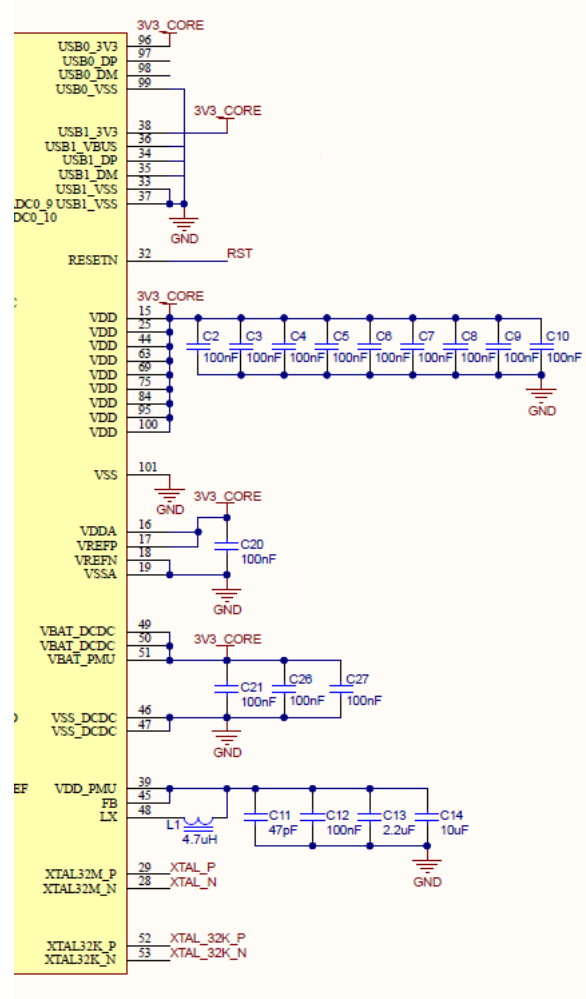 3V3_CORE
USB0_3V3 96
USB0_DP 97
USB0_DM 98
USB0_VSS 99
3V3_CORE
USB1_3V3 38
USB1_VBUS 36
USB1_DP 34
USB1_DM 35
USB1_VSS 33
ADC0_9 USB1_VSS 37
DC0_10
GND
RESETN 32 RST
3V3_CORE
VDD 15
VDD 25
VDD 44
VDD 63
VDD 69
VDD 75
VDD 84
VDD 95
VDD 100
C2 C3 C4 C5 C6 C7 C8 C9 C10
100nF 100nF 100nF 100nF 100nF 100nF 100nF 100nF 100nF
GND
VSS 101
GND
3V3_CORE
VDDA 16
VREFP 17
VREFN 18
VSSA 19
C20
100nF
GND
VBAT_DCDC 49
VBAT_DCDC 50
VBAT_PMU 51
3V3_CORE
C21 C26 C27
100nF 100nF 100nF
VSS_DCDC 46
VSS_DCDC 47
GND
EF VDD_PMU 39
FB 45
LX 48
L1
4.7uH
C11 C12 C13 C14
47pF 100nF 2.2uF 10uF
GND
XTAL32M_P 29 XTAL_P
XTAL32M_N 28 XTAL_N
XTAL32K_P 52 XTAL_32K_P
XTAL32K_N 53 XTAL_32K_N